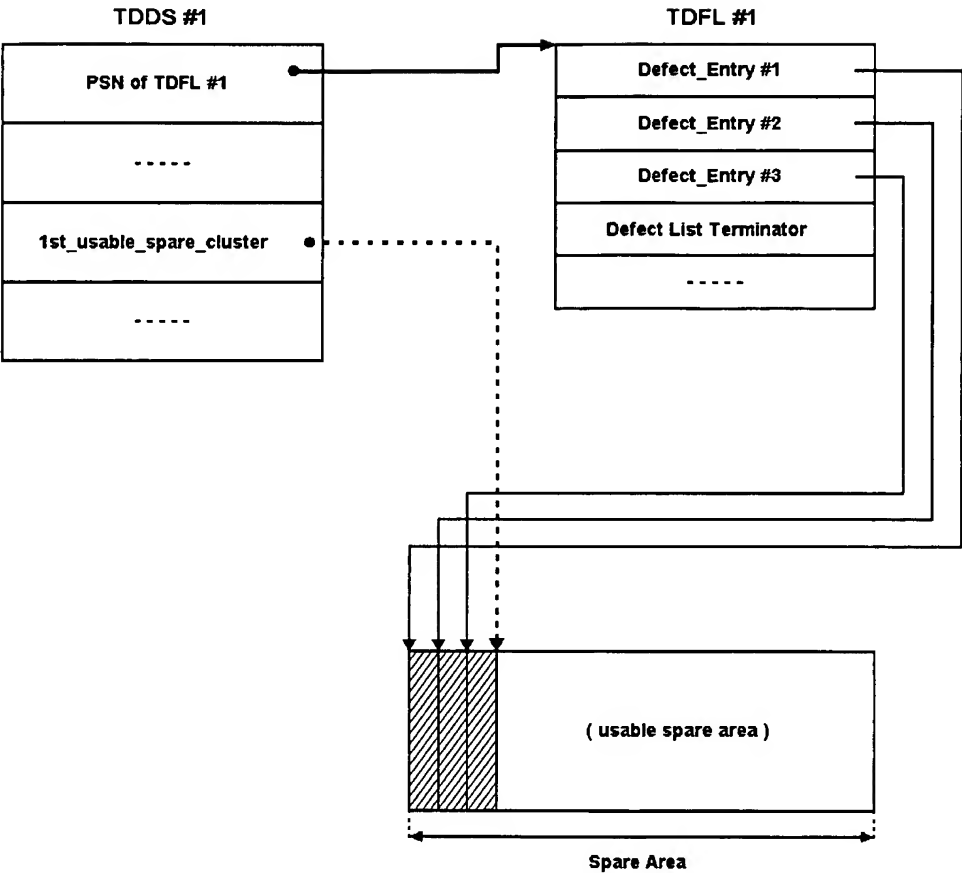 TDDS #1
PSN of TDFL #1
-----
1st_usable_spare_cluster
-----
TDFL #1
Defect_Entry #1
Defect_Entry #2
Defect_Entry #3
Defect List Terminator
-----
( usable spare area )
Spare Area